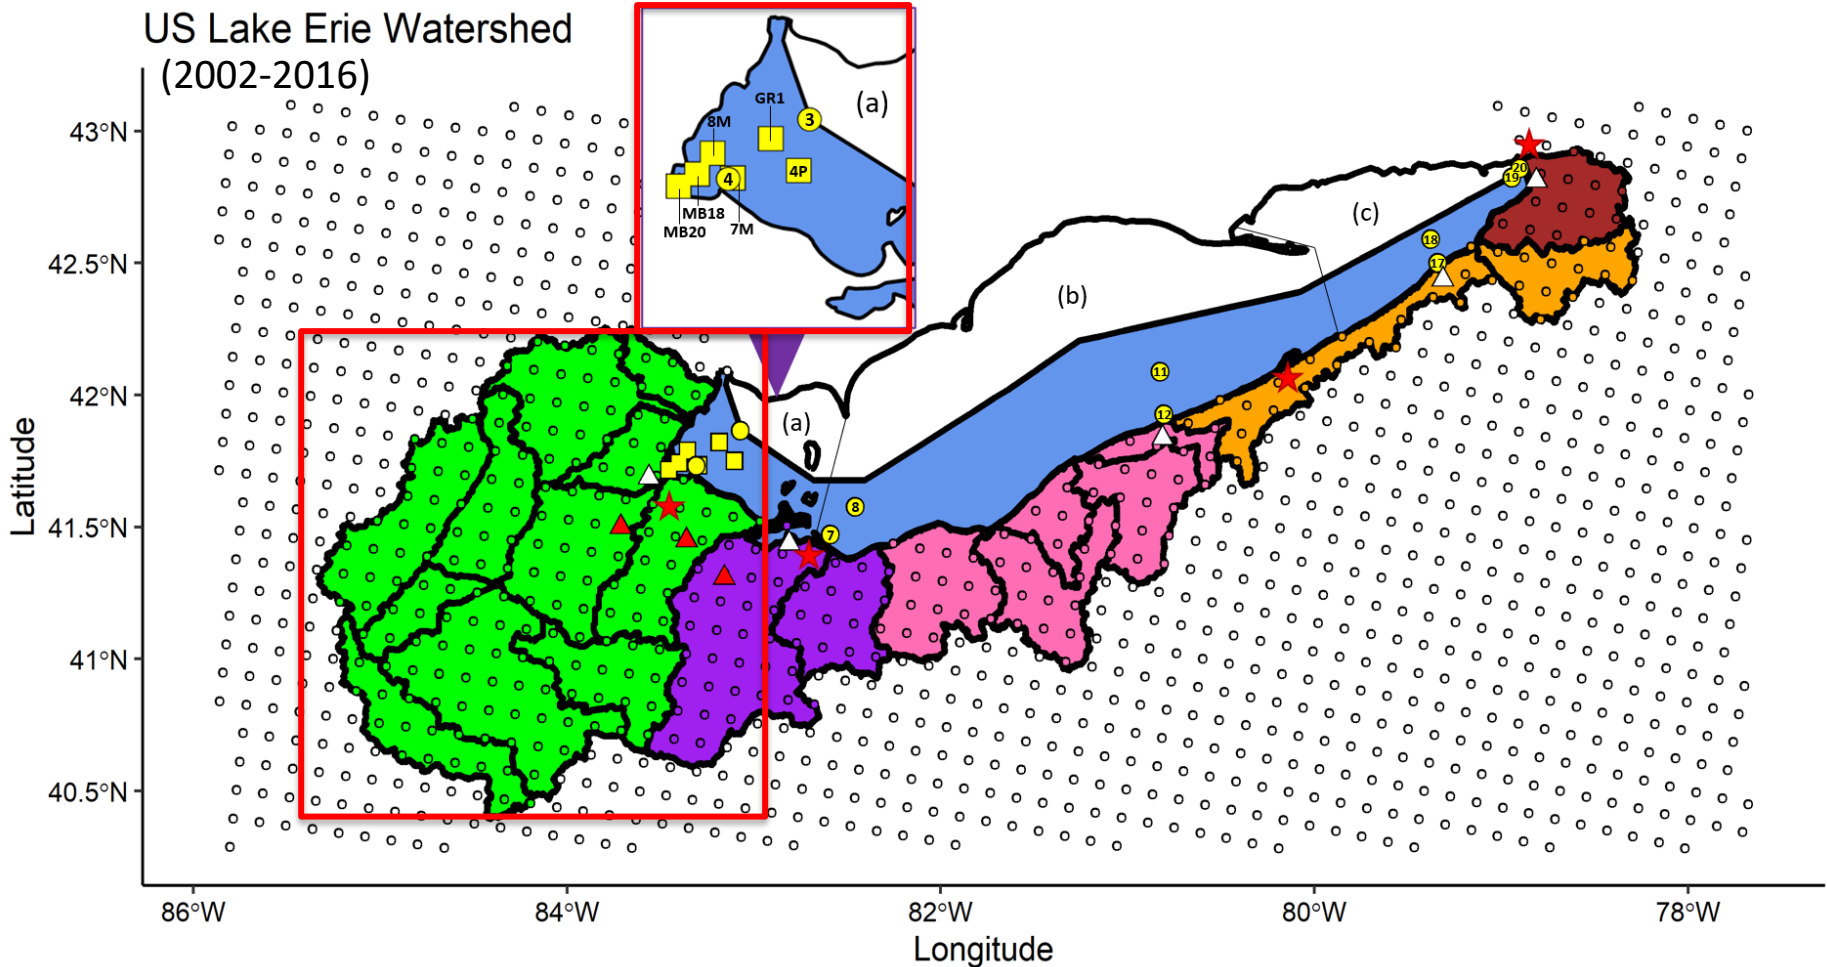 US Lake Erie Watershed
(2002-2016)
GR1
(a)
3
8M
4P
4
MB18
7M
MB20
43°N
42.5°N
42°N
41.5°N
41°N
40.5°N
Latitude
20
19
(c)
18
17
(b)
11
12
(a)
8
7
86°W
84°W
82°W
80°W
78°W
Longitude